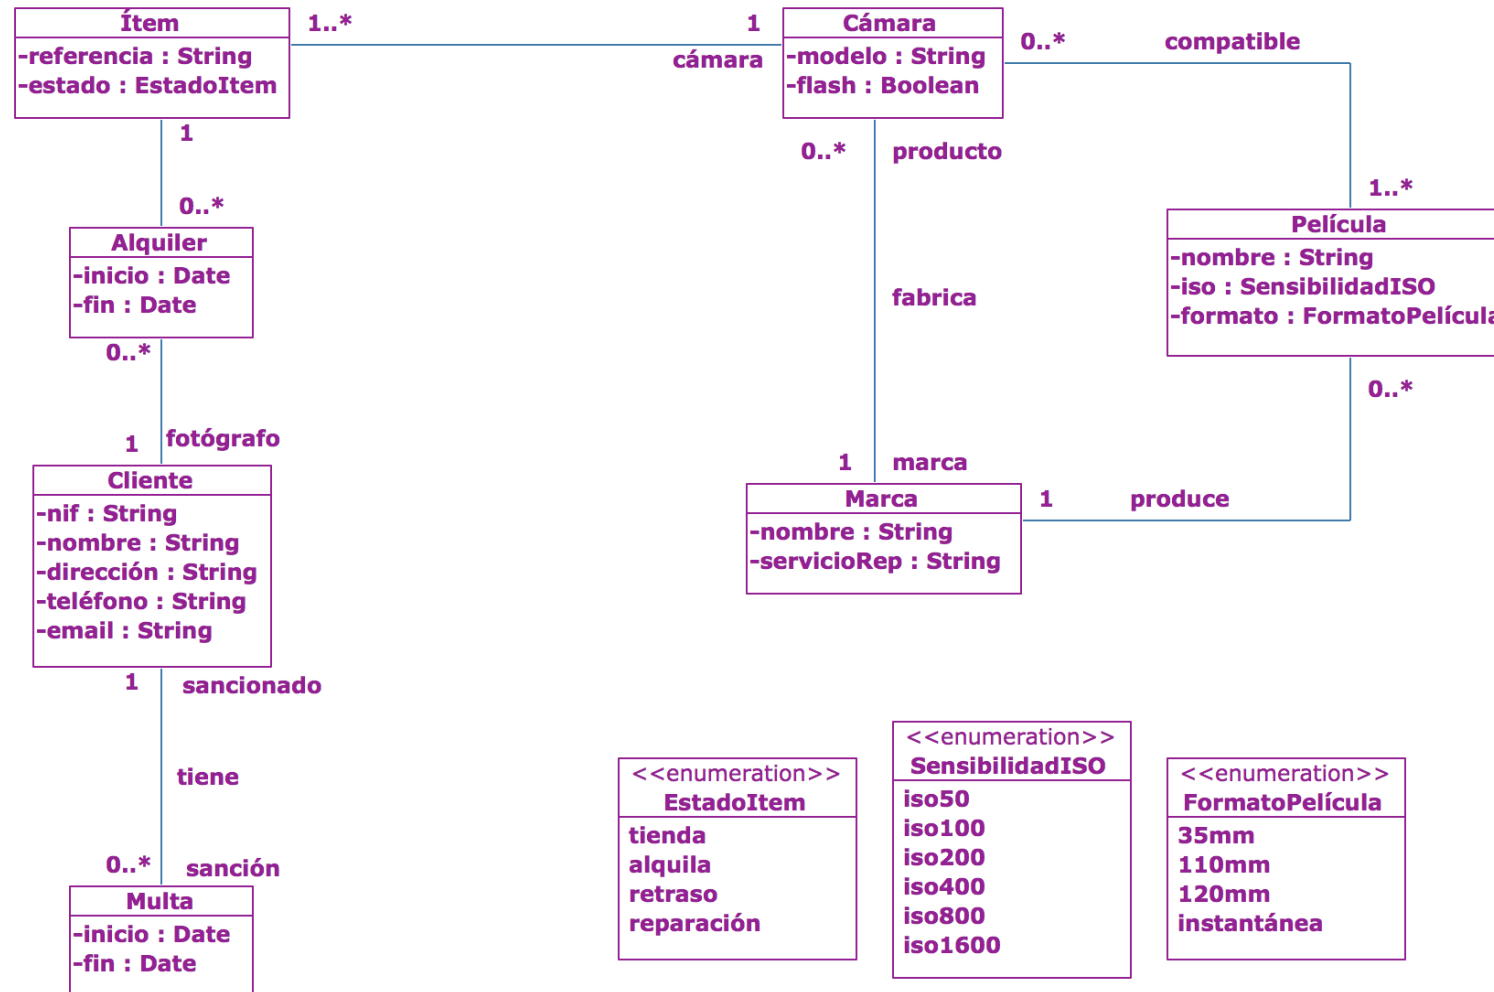 Ítem
-referencia : String
-estado : EstadoItem
1..*
1
cámara
Cámara
-modelo : String
-flash : Boolean
0..*
compatible
1
0..*
0..*
producto
1..*
Película
-nombre : String
-iso : SensibilidadISO
-formato : FormatoPelícula
Alquiler
-inicio : Date
-fin : Date
fabrica
0..*
0..*
1
fotógrafo
1
marca
Cliente
-nif : String
-nombre : String
-dirección : String
-teléfono : String
-email : String
Marca
-nombre : String
-servicioRep : String
1
produce
1
sancionado
tiene
0..*
sanción
Multa
-inicio : Date
-fin : Date
<<enumeration>>
EstadoItem
tienda
alquila
retraso
reparación
<<enumeration>>
SensibilidadISO
iso50
iso100
iso200
iso400
iso800
iso1600
<<enumeration>>
FormatoPelícula
35mm
110mm
120mm
instantánea